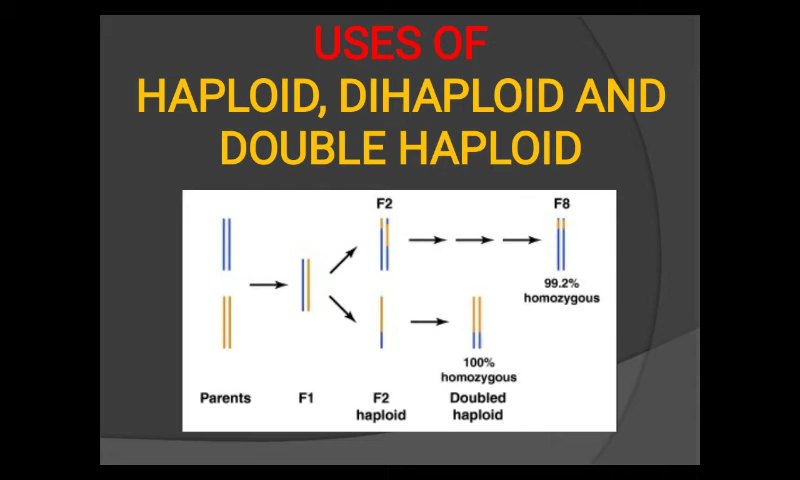 USES OF
HAPLOID, DIHAPLOID AND
DOUBLE HAPLOID
F2
F8
99.2%
homozygous
100%
homozygous
Parents
F1
F2
haploid
Doubled
haploid